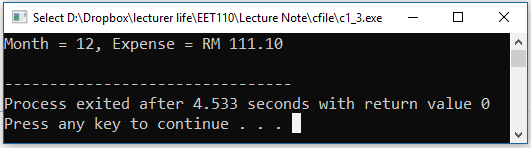 Select D:\Dropbox\lecturer life\EET110\Lecture Note\cfile\c1_3.exe
Month = 12, Expense = RM 111.10
--------------------------------
Process exited after 4.533 seconds with return value 0
Press any key to continue . . .